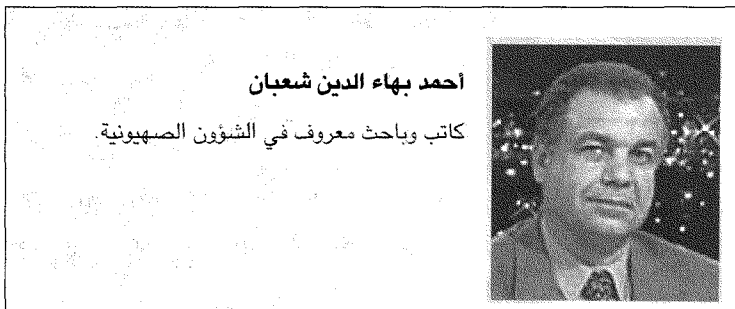 أحمد بهاء الدين شعبان
كاتب وباحث معروف في الشؤون الصهيونية.